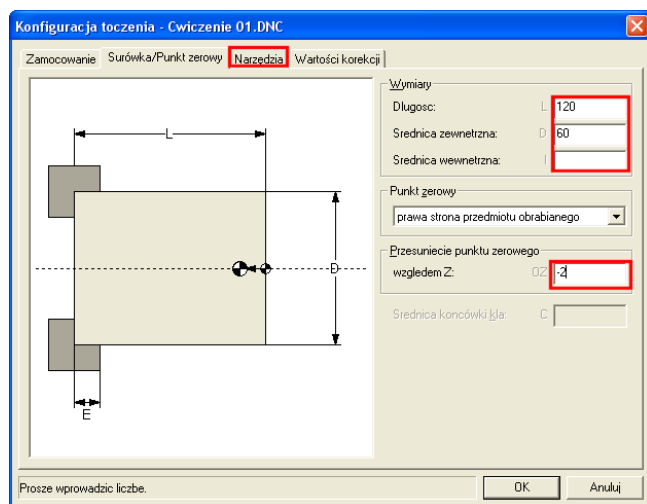 Konfiguracja toczenia - Cwiczenie 01.DNC
Zamocowanie Surówka/Punkt zerowy Narzędzia Wartości korekcji
L
D
E
Wymiary
Dlugosc: L 120
Srednica zewnetrzna: D 60
Srednica wewnetrzna: I
Punkt zerowy
prawa strona przedmiotu obrabianego
Przesuniecie punktu zerowego
wzgledem Z: OZ -2
Srednica koncówki kla: C
Prosze wprowadzic liczbe.
OK Anuluj